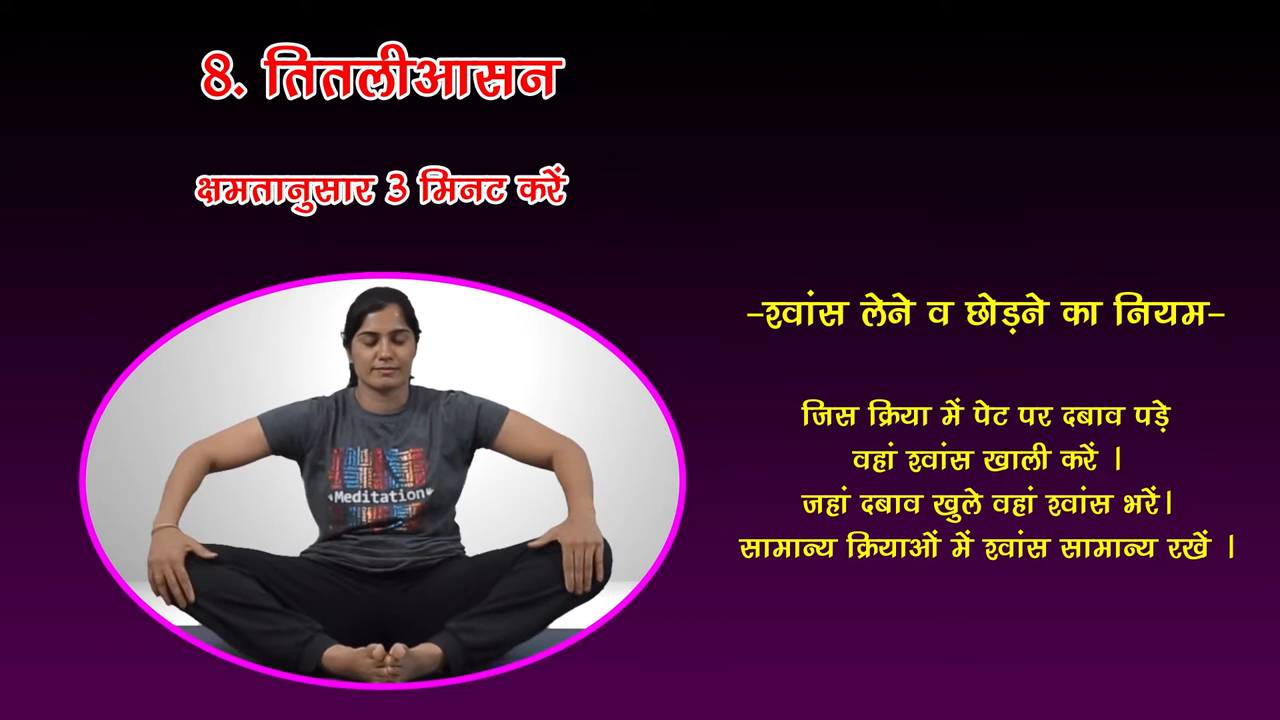 8. तितलीआसन
क्षमतानुसार 3 मिनट करें
Meditation
-श्वांस लेने व छोड़ने का नियम-
जिस क्रिया में पेट पर दबाव पड़े
वहां श्वांस खाली करें ।
जहां दबाव खुले वहां श्वांस भरें।
सामान्य क्रियाओं में श्वांस सामान्य रखें ।